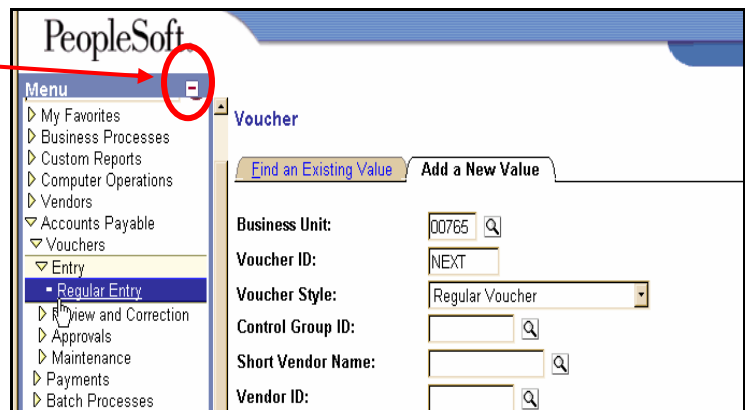 PeopleSoft.
Menu
My Favorites
Business Processes
Custom Reports
Computer Operations
Vendors
Accounts Payable
Vouchers
Entry
Regular Entry
Review and Correction
Approvals
Maintenance
Payments
Batch Processes
Voucher
Find an Existing Value
Add a New Value
Business Unit: 00765
Voucher ID: NEXT
Voucher Style: Regular Voucher
Control Group ID:
Short Vendor Name:
Vendor ID: